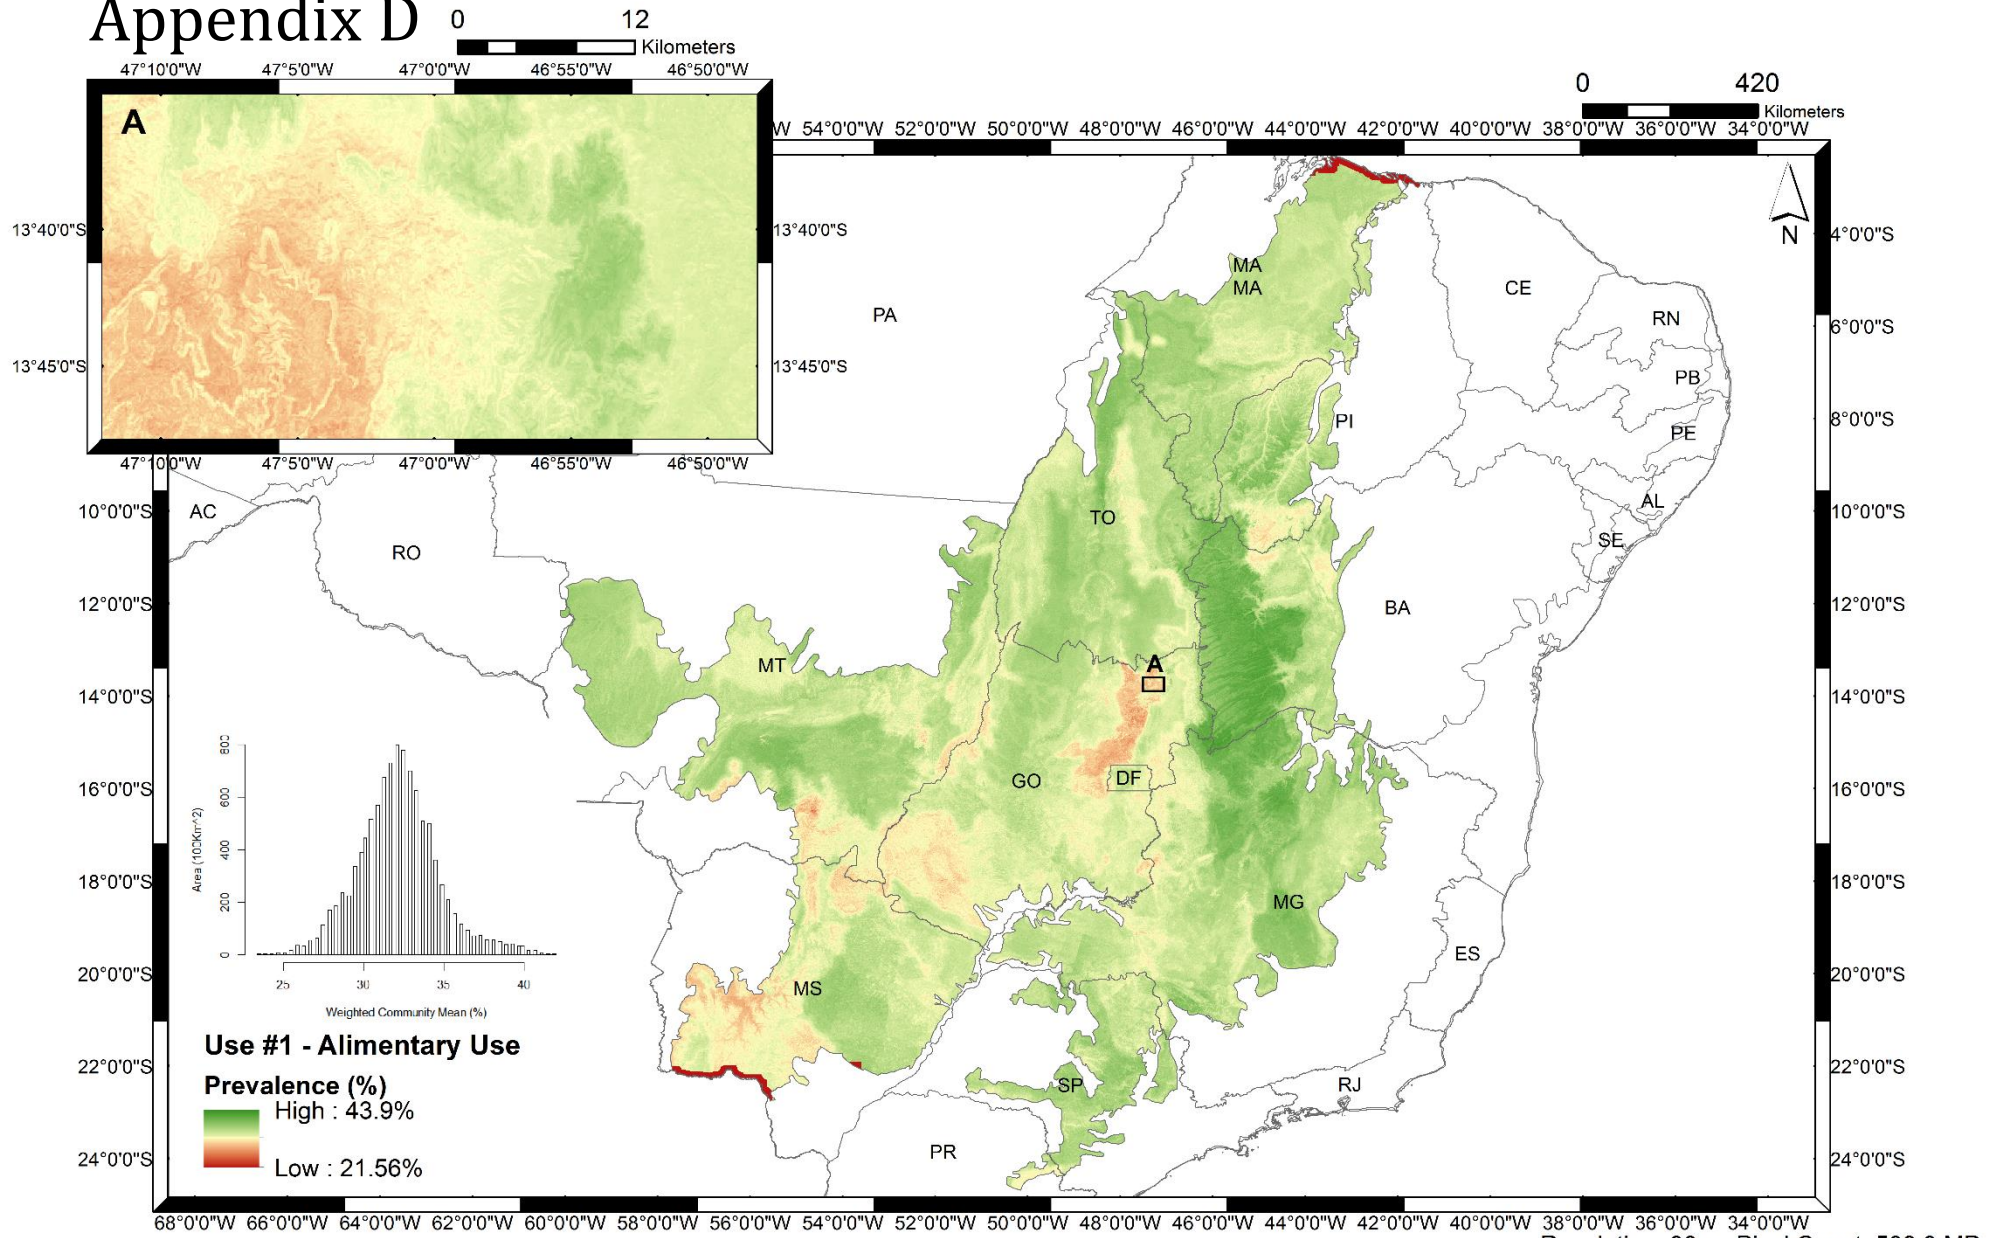 Appendix D
0 12
Kilometers
47°10'0"W 47°5'0"W 47°0'0"W 46°55'0"W 46°50'0"W
A
13°40'0"S 13°40'0"S
13°45'0"S 13°45'0"S
47°10'0"W 47°5'0"W 47°0'0"W 46°55'0"W 46°50'0"W
0 420
Kilometers
54°0'0"W 52°0'0"W 50°0'0"W 48°0'0"W 46°0'0"W 44°0'0"W 42°0'0"W 40°0'0"W 38°0'0"W 36°0'0"W 34°0'0"W
N
4°0'0"S
MA
MA
CE
PA
RN
6°0'0"S
PB
8°0'0"S
PI
PE
AL
10°0'0"S AC TO 10°0'0"S
SE
RO
12°0'0"S BA 12°0'0"S
MT A
14°0'0"S 14°0'0"S
GO DF
16°0'0"S 16°0'0"S
18°0'0"S MG 18°0'0"S
ES
20°0'0"S MS 20°0'0"S
22°0'0"S SP RJ 22°0'0"S
PR
24°0'0"S 24°0'0"S
800
600
400
200
0
Area (100Km^2)
25 30 35 40
Weighted Community Mean (%)
Use #1 - Alimentary Use
Prevalence (%)
High : 43.9%
Low : 21.56%
68°0'0"W 66°0'0"W 64°0'0"W 62°0'0"W 60°0'0"W 58°0'0"W 56°0'0"W 54°0'0"W 52°0'0"W 50°0'0"W 48°0'0"W 46°0'0"W 44°0'0"W 42°0'0"W 40°0'0"W 38°0'0"W 36°0'0"W 34°0'0"W